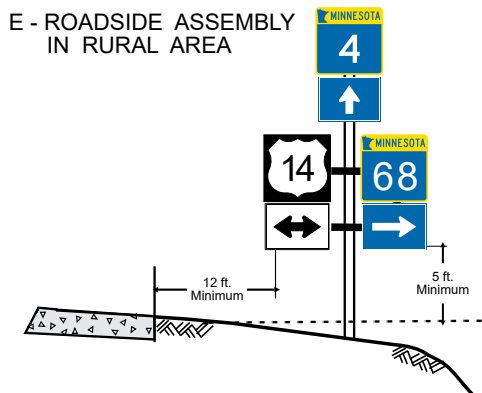 E - ROADSIDE ASSEMBLY
IN RURAL AREA
MINNESOTA
4
14
MINNESOTA
68
12 ft.
Minimum
5 ft.
Minimum